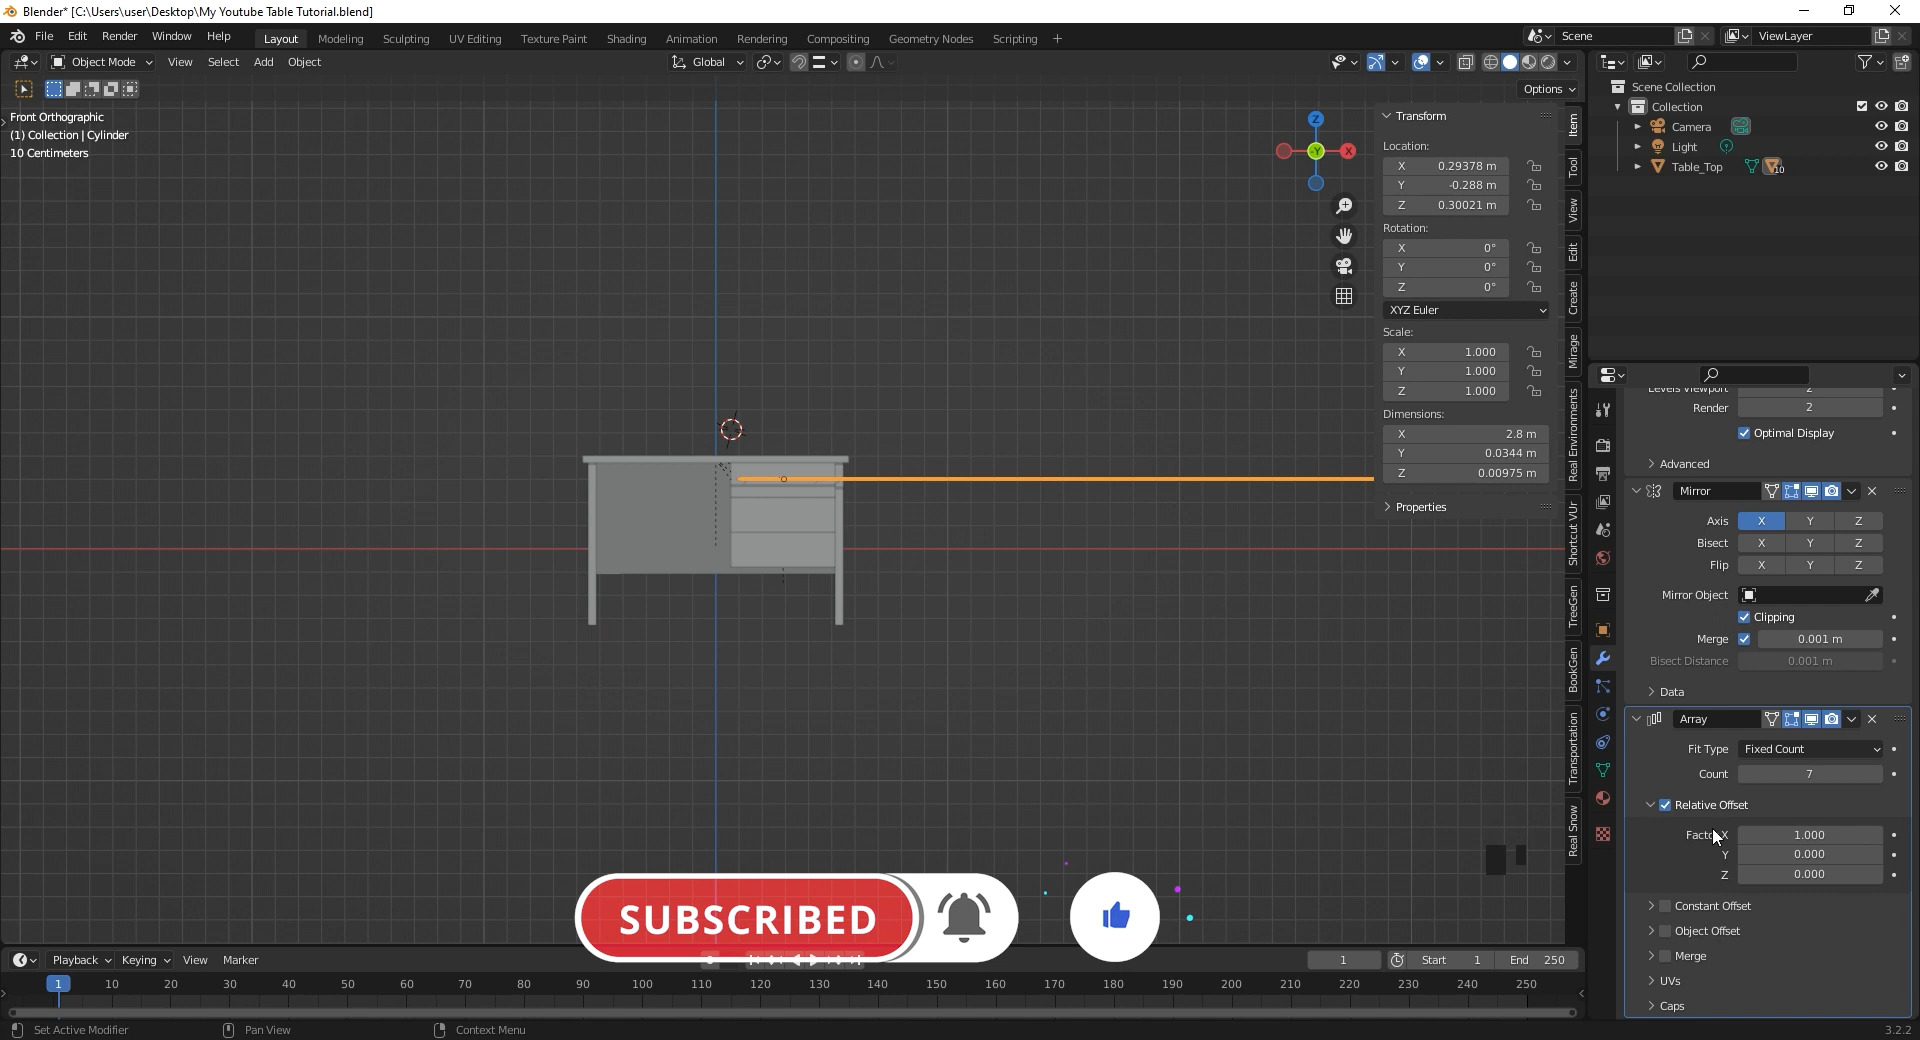 Blender* [C:\Users\user\Desktop\My Youtube Table Tutorial.blend]
File Edit Render Window Help Layout Modeling Sculpting UV Editing Texture Paint Shading Animation Rendering Compositing Geometry Nodes Scripting + Scene ViewLayer
Object Mode View Select Add Object Global
Options
Front Orthographic
(1) Collection | Cylinder
10 Centimeters
Z
Y
X
Transform
Location:
X 0.29378 m
Y -0.288 m
Z 0.30021 m
Rotation:
X 0°
Y 0°
Z 0°
XYZ Euler
Scale:
X 1.000
Y 1.000
Z 1.000
Dimensions:
X 2.8 m
Y 0.0344 m
Z 0.00975 m
Properties
Item
Tool
View
Edit
Create
Mirage
Real Environments
Shortcut VUr
TreeGen
BookGen
Transportation
Real Snow
Scene Collection
Collection
Camera
Light
Table_Top 10
Levels Viewport 2
Render 2
Optimal Display
Advanced
Mirror
Axis X Y Z
Bisect X Y Z
Flip X Y Z
Mirror Object
Clipping
Merge 0.001 m
Bisect Distance 0.001 m
Data
Array
Fit Type Fixed Count
Count 7
Relative Offset
X 1.000
Y 0.000
Z 0.000
Constant Offset
Object Offset
Merge
UVs
Caps
SUBSCRIBED
Playback Keying View Marker 1 Start 1 End 250
1 10 20 30 40 50 60 70 80 90 100 110 120 130 140 150 160 170 180 190 200 210 220 230 240 250
Set Active Modifier Pan View Context Menu 3.2.2